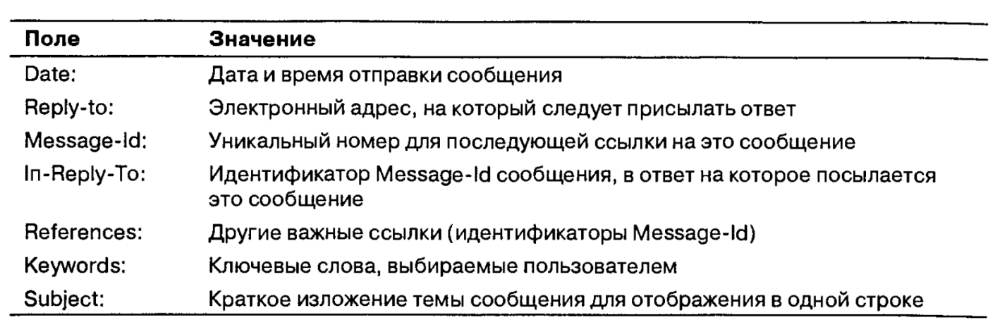 Поле Значение
Date: Дата и время отправки сообщения
Reply-to: Электронный адрес, на который следует присылать ответ
Message-Id: Уникальный номер для последующей ссылки на это сообщение
In-Reply-To: Идентификатор Message-Id сообщения, в ответ на которое посылается
это сообщение
References: Другие важные ссылки (идентификаторы Message-Id)
Keywords: Ключевые слова, выбираемые пользователем
Subject: Краткое изложение темы сообщения для отображения в одной строке